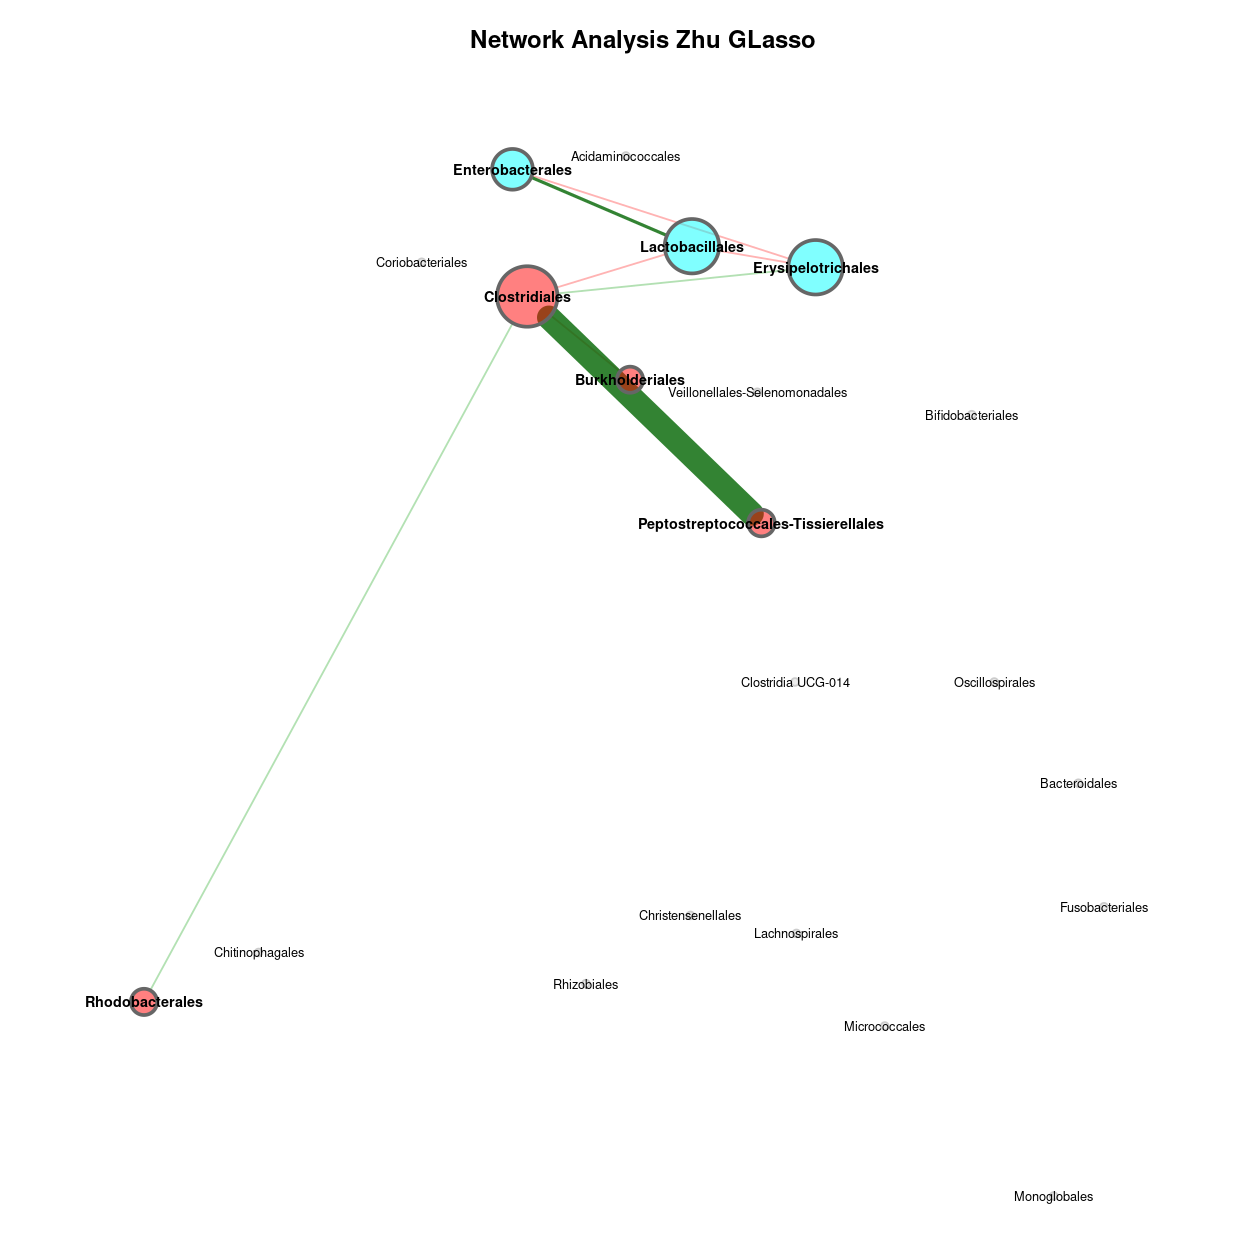 Network Analysis Zhu GLasso
Acidaminococcales
Enterobacterales
Lactobacillales
Coriobacteriales
Erysipelotrichales
Clostridiales
Burkholderiales
Veillonellales-Selenomonadales
Bifidobacteriales
Peptostreptococcales-Tissierellales
Clostridia UCG-014
Oscillospirales
Bacteroidales
Fusobacteriales
Christensenellales
Lachnospirales
Chitinophagales
Rhizobiales
Rhodobacterales
Micrococcales
Monoglobales